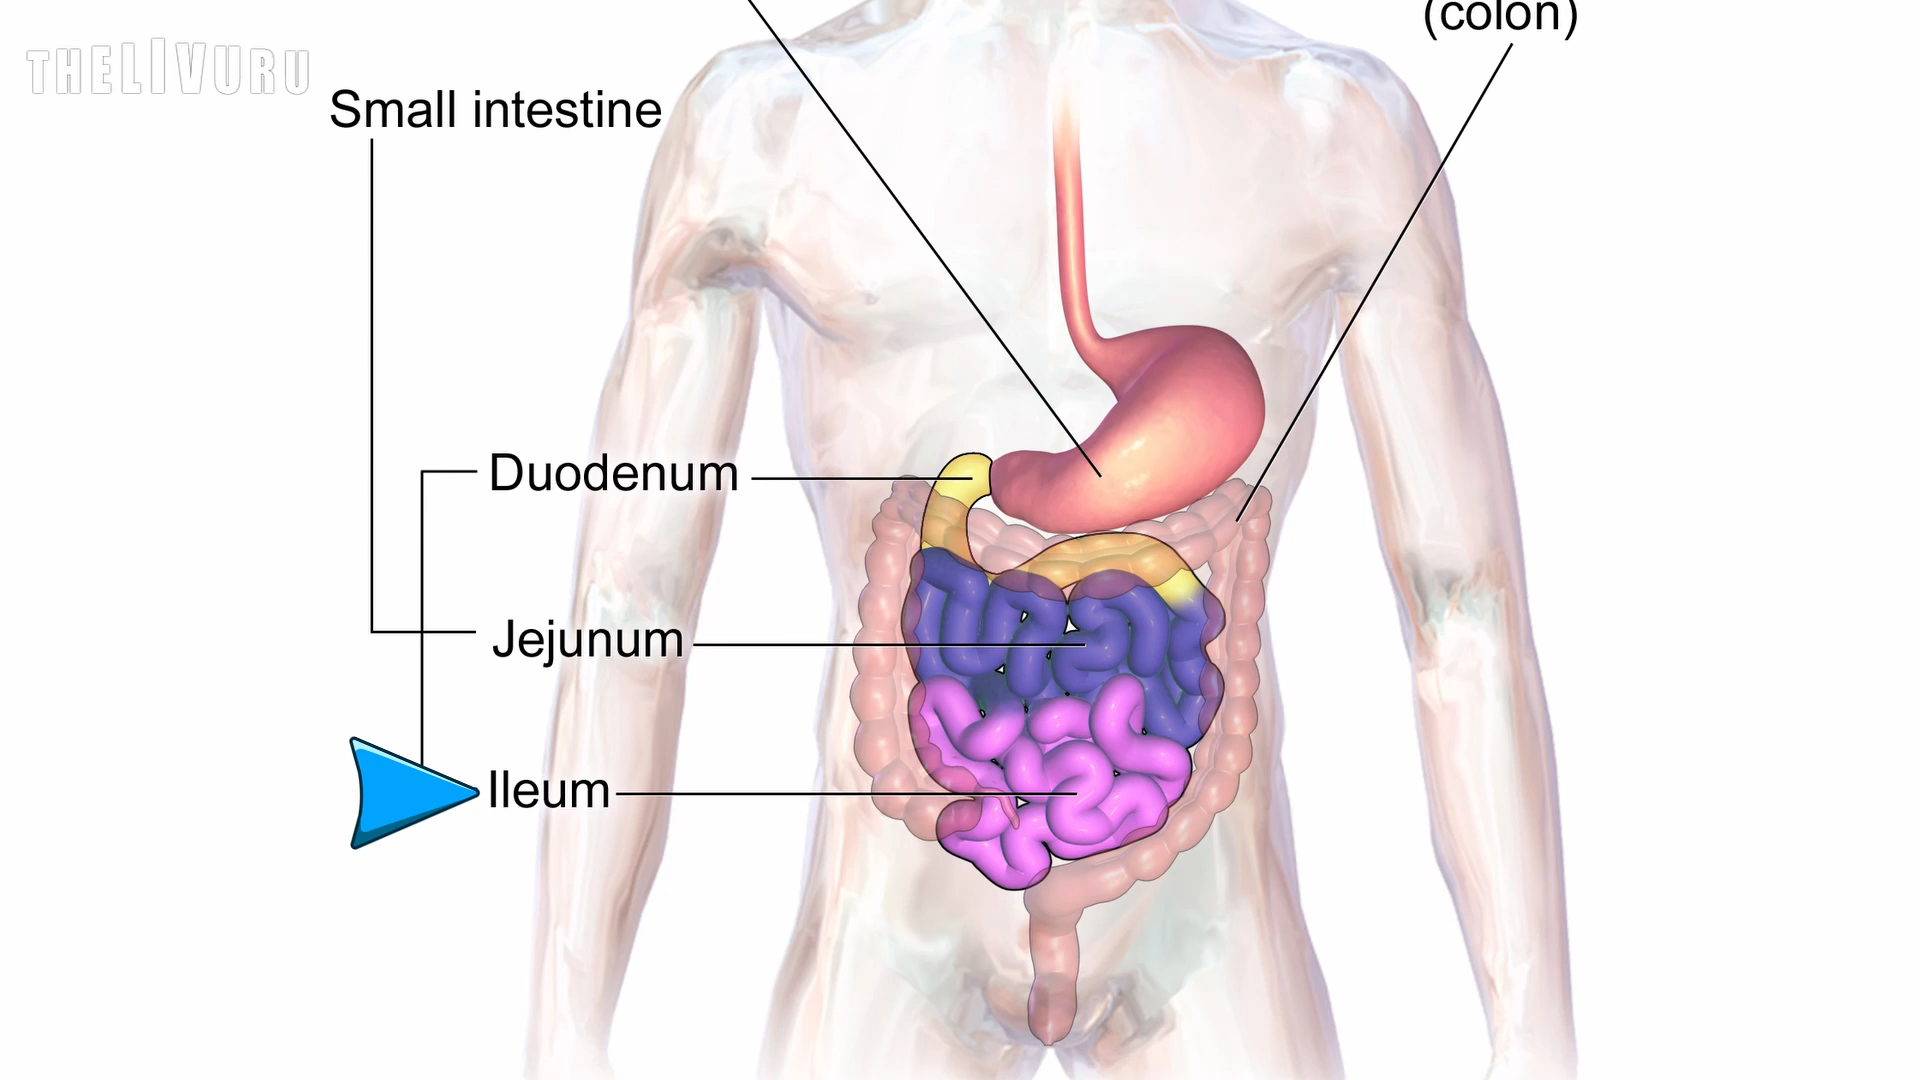 THELIVURU
(colon)
Small intestine
Duodenum
Jejunum
Ileum